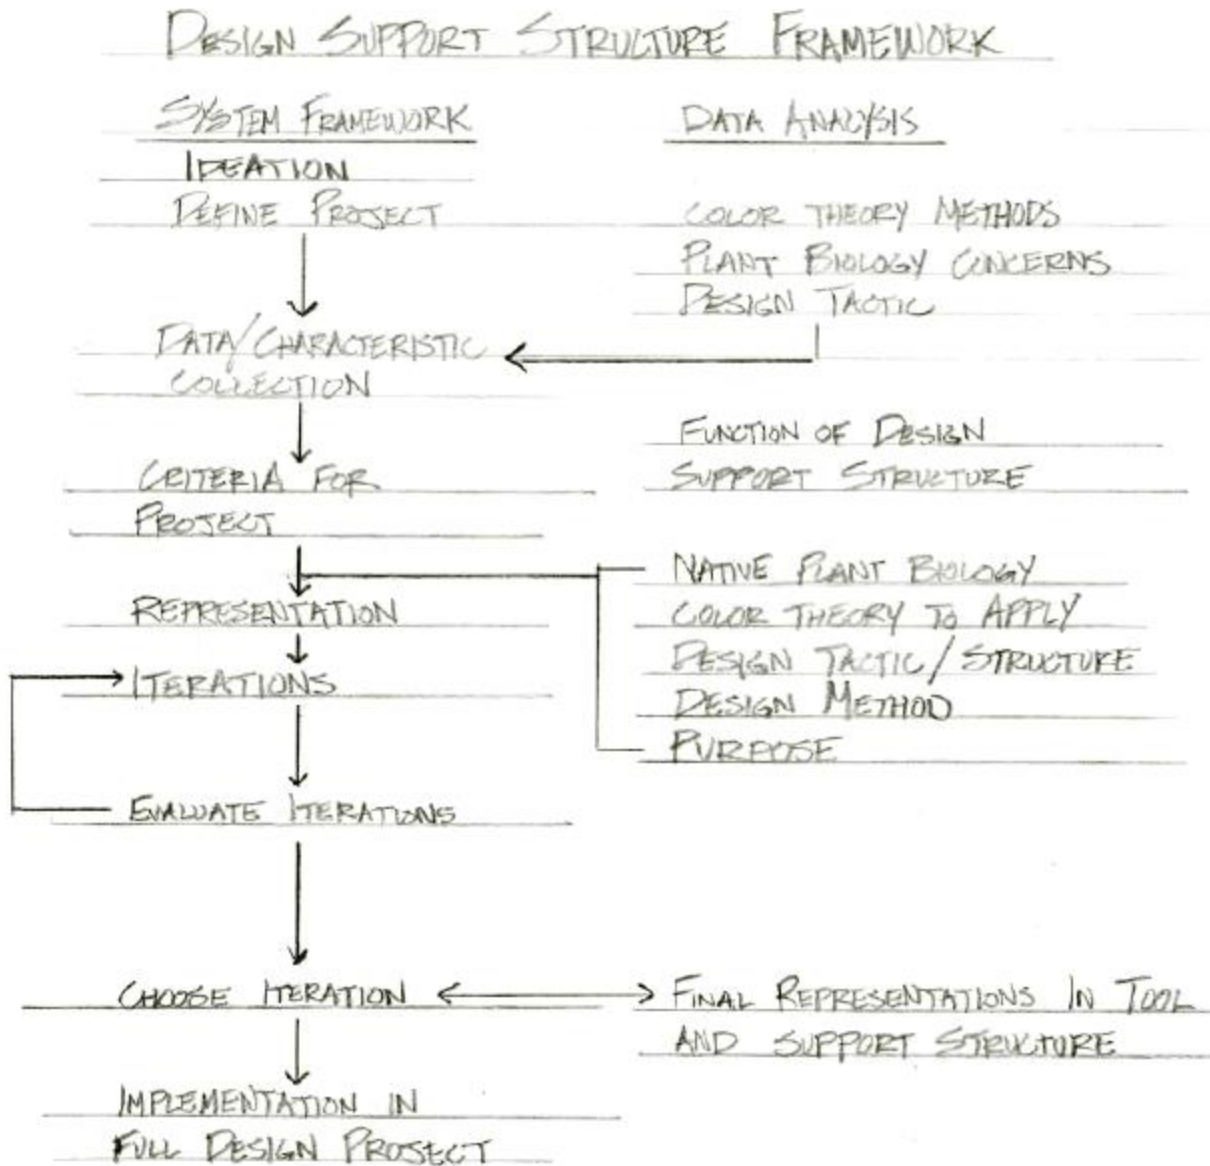 DESIGN SUPPORT STRUCTURE FRAMEWORK
SYSTEM FRAMEWORK
IDEATION
DEFINE PROJECT
DATA/CHARACTERISTIC
COLLECTION
CRITERIA FOR
PROJECT
REPRESENTATION
ITERATIONS
EVALUATE ITERATIONS
CHOOSE ITERATION
IMPLEMENTATION IN
FULL DESIGN PROJECT
DATA ANALYSIS
COLOR THEORY METHODS
PLANT BIOLOGY CONCERNS
DESIGN TACTIC
FUNCTION OF DESIGN
SUPPORT STRUCTURE
NATIVE PLANT BIOLOGY
COLOR THEORY TO APPLY
DESIGN TACTIC/STRUCTURE
DESIGN METHOD
PURPOSE
FINAL REPRESENTATIONS IN TOOL
AND SUPPORT STRUCTURE